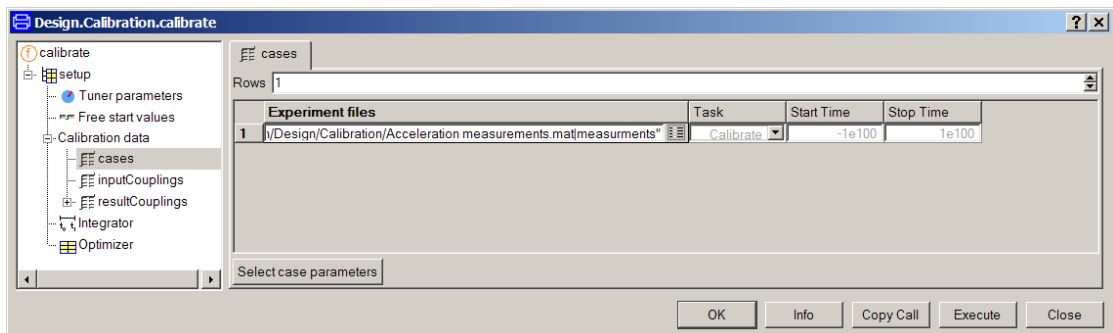 Design.Calibration.calibrate
calibrate
setup
Tuner parameters
Free start values
Calibration data
cases
inputCouplings
resultCouplings
Integrator
Optimizer
cases
Rows 1
Experiment files Task Start Time Stop Time
1 )/Design/Calibration/Acceleration measurements.mat|measurments" Calibrate -1e100 1e100
Select case parameters
OK Info Copy Call Execute Close